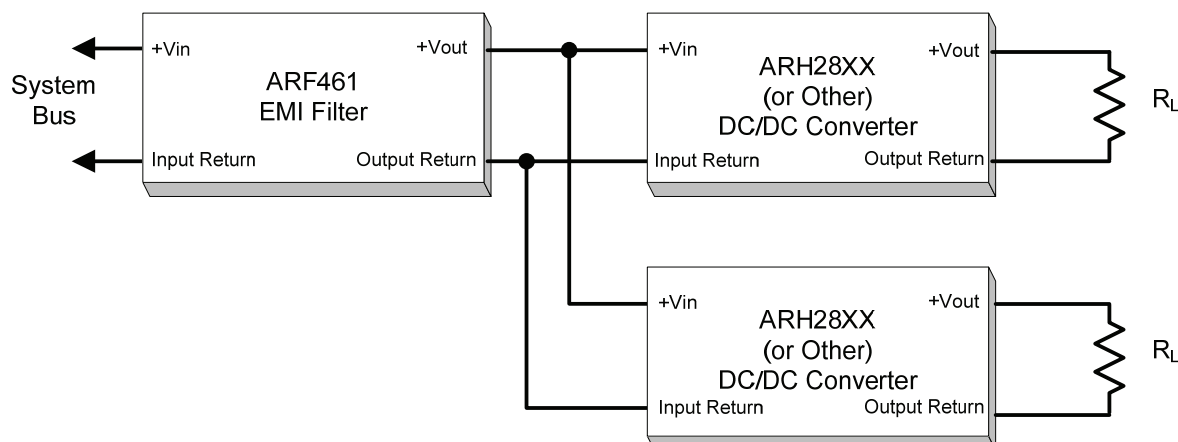 System
Bus
+Vin
+Vout
ARF461
EMI Filter
Input Return
Output Return
+Vin
+Vout
ARH28XX
(or Other)
DC/DC Converter
Input Return
Output Return
RL
+Vin
+Vout
ARH28XX
(or Other)
DC/DC Converter
Input Return
Output Return
RL